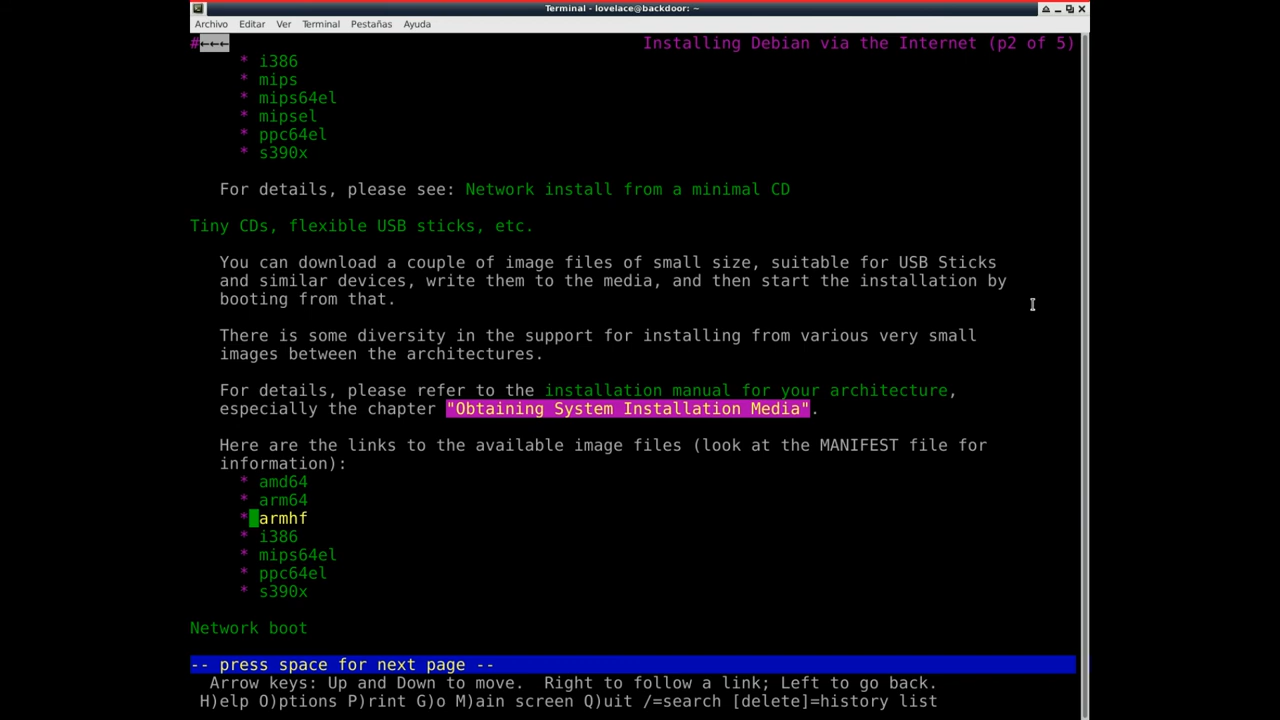 Terminal - lovelace@backdoor: ~
Archivo Editar Ver Terminal Pestañas Ayuda
#←←← Installing Debian via the Internet (p2 of 5)
* i386
* mips
* mips64el
* mipsel
* ppc64el
* s390x
For details, please see: Network install from a minimal CD
Tiny CDs, flexible USB sticks, etc.
You can download a couple of image files of small size, suitable for USB Sticks
and similar devices, write them to the media, and then start the installation by
booting from that.
There is some diversity in the support for installing from various very small
images between the architectures.
For details, please refer to the installation manual for your architecture,
especially the chapter "Obtaining System Installation Media".
Here are the links to the available image files (look at the MANIFEST file for
information):
* amd64
* arm64
* armhf
* i386
* mips64el
* ppc64el
* s390x
Network boot
-- press space for next page --
Arrow keys: Up and Down to move. Right to follow a link; Left to go back.
H)elp O)ptions P)rint G)o M)ain screen Q)uit /=search [delete]=history list